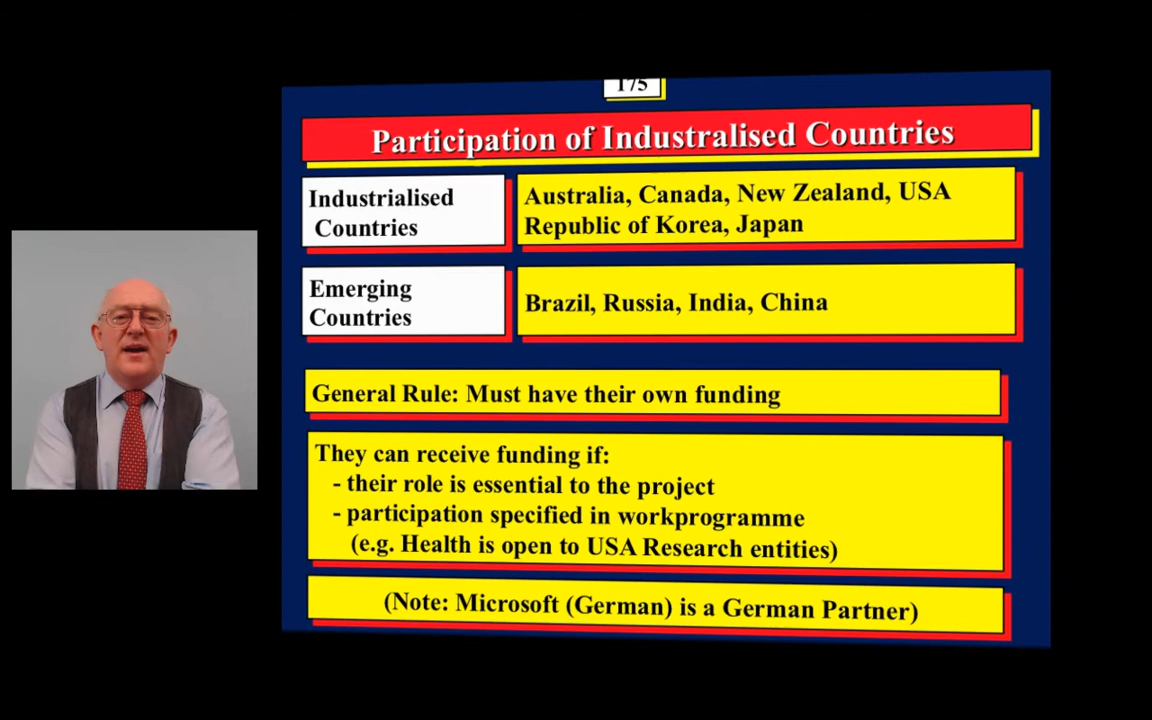 175
Participation of Industralised Countries
Industrialised
Countries
Australia, Canada, New Zealand, USA
Republic of Korea, Japan
Emerging
Countries
Brazil, Russia, India, China
General Rule: Must have their own funding
They can receive funding if:
- their role is essential to the project
- participation specified in workprogramme
(e.g. Health is open to USA Research entities)
(Note: Microsoft (German) is a German Partner)